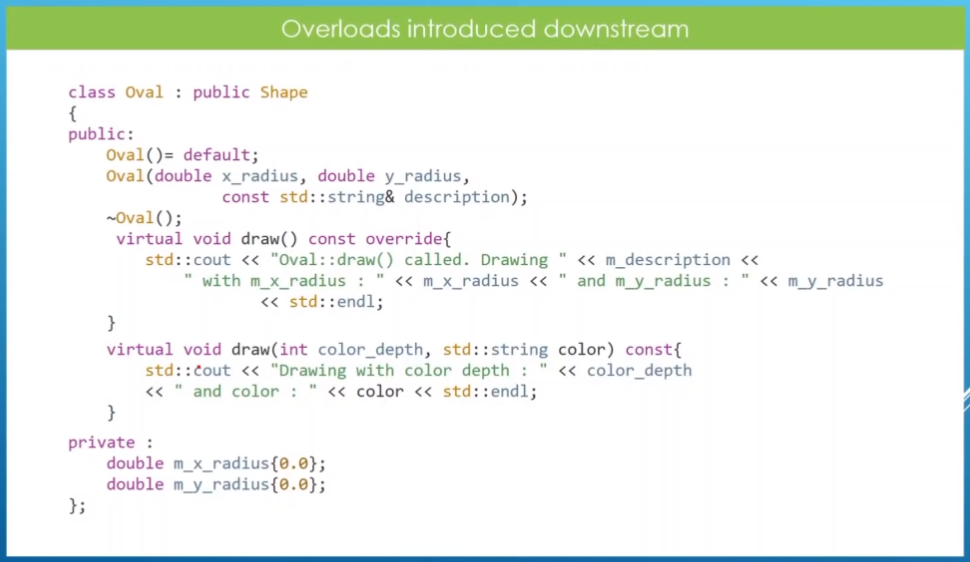 Overloads introduced downstream
class Oval : public Shape
{
public:
    Oval()= default;
    Oval(double x_radius, double y_radius,
                const std::string& description);
    ~Oval();
     virtual void draw() const override{
        std::cout << "Oval::draw() called. Drawing " << m_description <<
            " with m_x_radius : " << m_x_radius << " and m_y_radius : " << m_y_radius
                    << std::endl;
    }
    virtual void draw(int color_depth, std::string color) const{
        std::cout << "Drawing with color depth : " << color_depth
        << " and color : " << color << std::endl;
    }
private :
    double m_x_radius{0.0};
    double m_y_radius{0.0};
};